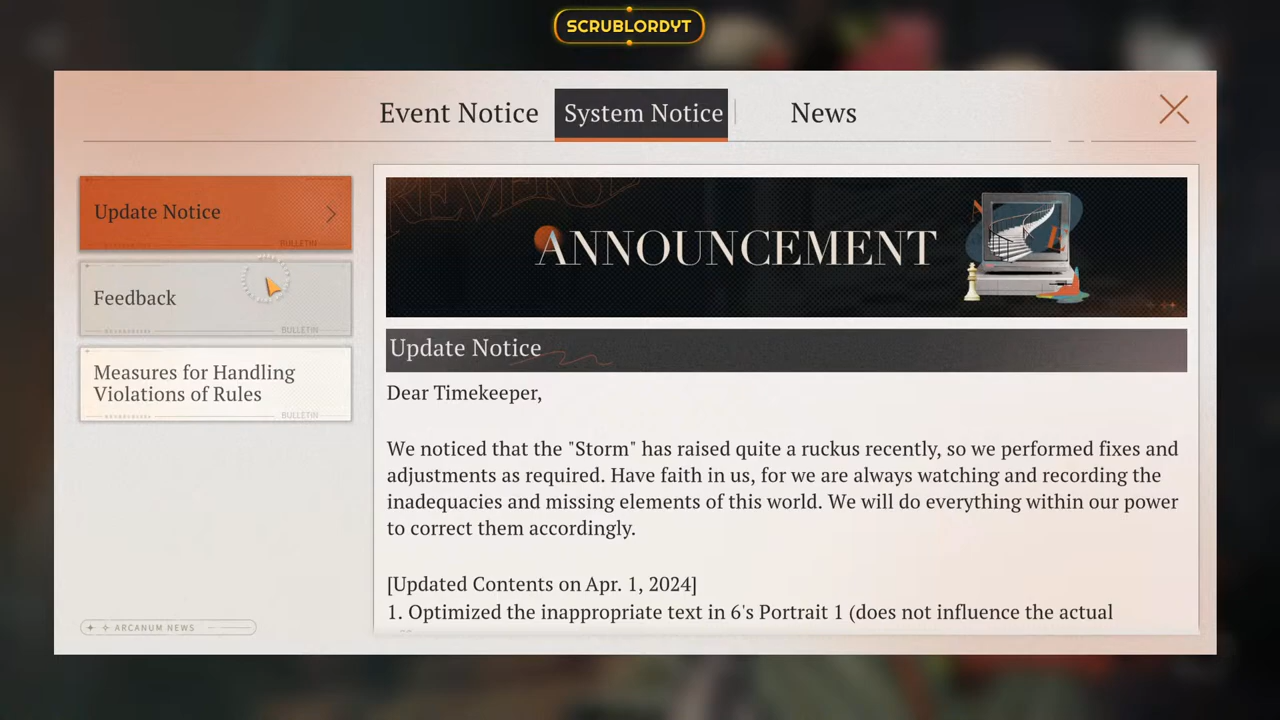 SCRUBLORDYT
Event Notice
System Notice
News
Update Notice
BULLETIN
Feedback
BULLETIN
Measures for Handling
Violations of Rules
BULLETIN
ARCANUM NEWS
REVERSE
ANNOUNCEMENT
Update Notice
Dear Timekeeper,
We noticed that the "Storm" has raised quite a ruckus recently, so we performed fixes and
adjustments as required. Have faith in us, for we are always watching and recording the
inadequacies and missing elements of this world. We will do everything within our power
to correct them accordingly.
[Updated Contents on Apr. 1, 2024]
1. Optimized the inappropriate text in 6's Portrait 1 (does not influence the actual